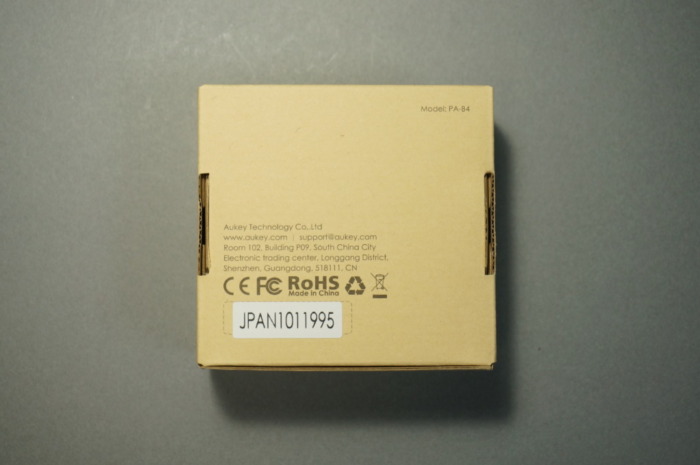 Model: PA-B4
Aukey Technology Co.,Ltd
www.aukey.com | support@aukey.com
Room 102, Building P09, South China City
Electronic trading center, Longgang District,
Shenzhen, Guangdong, 518111, CN
CE FC RoHS
Made In China
JPAN1011995